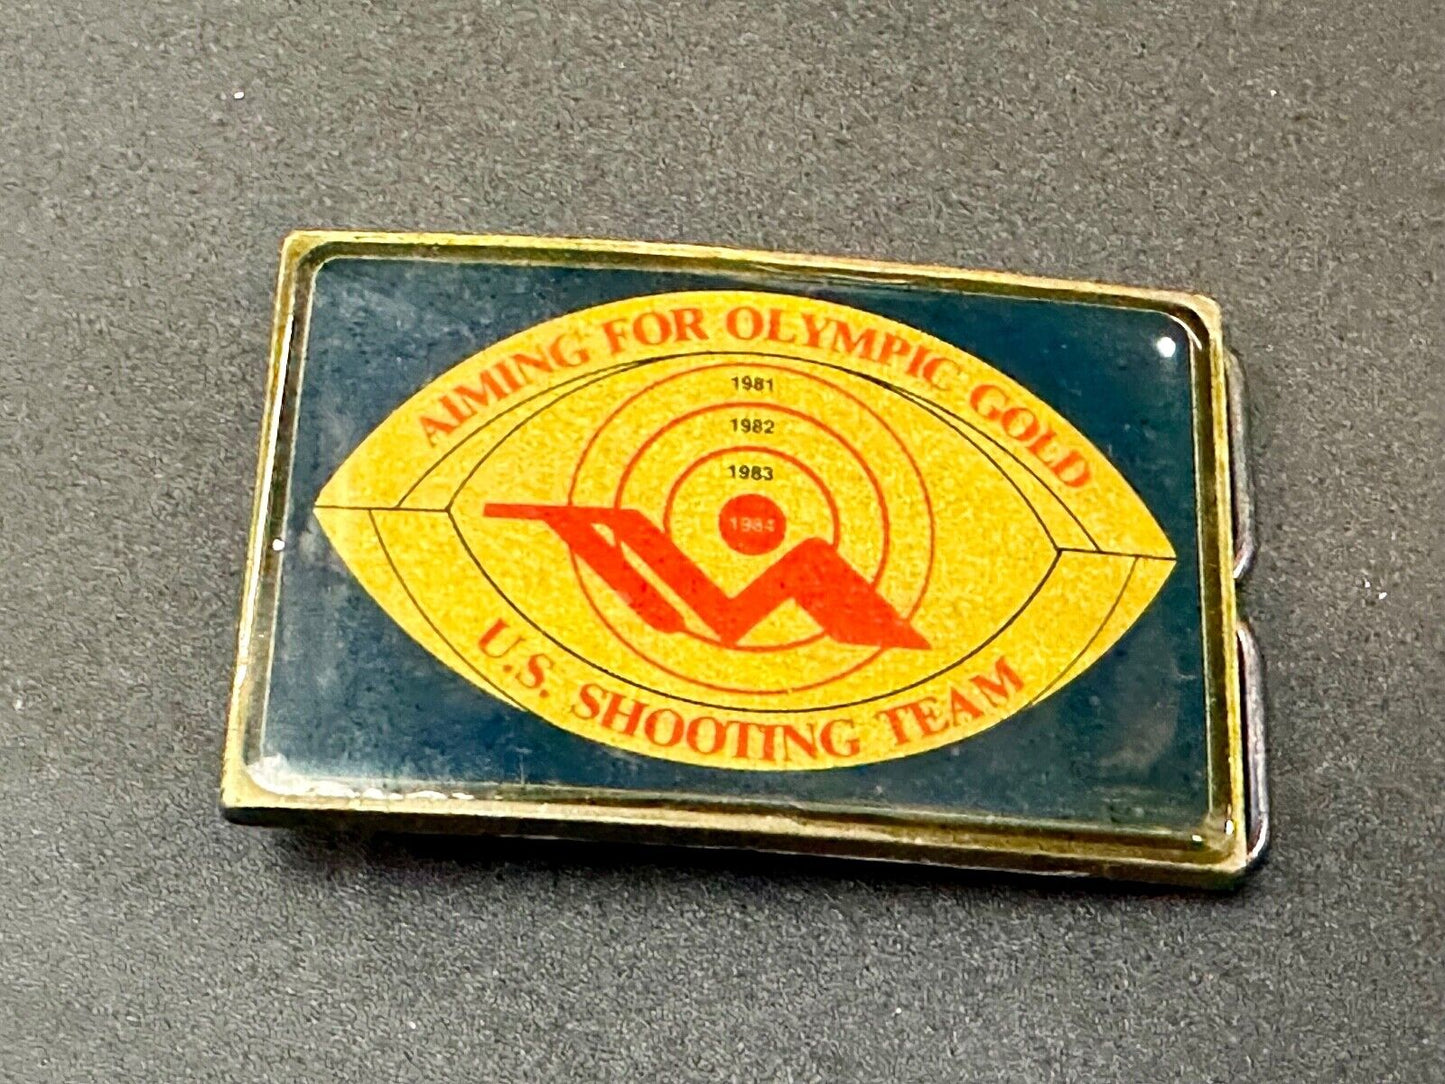 AIMING FOR OLYMPIC GOLD
1981
1982
1983
1984
U.S. SHOOTING TEAM